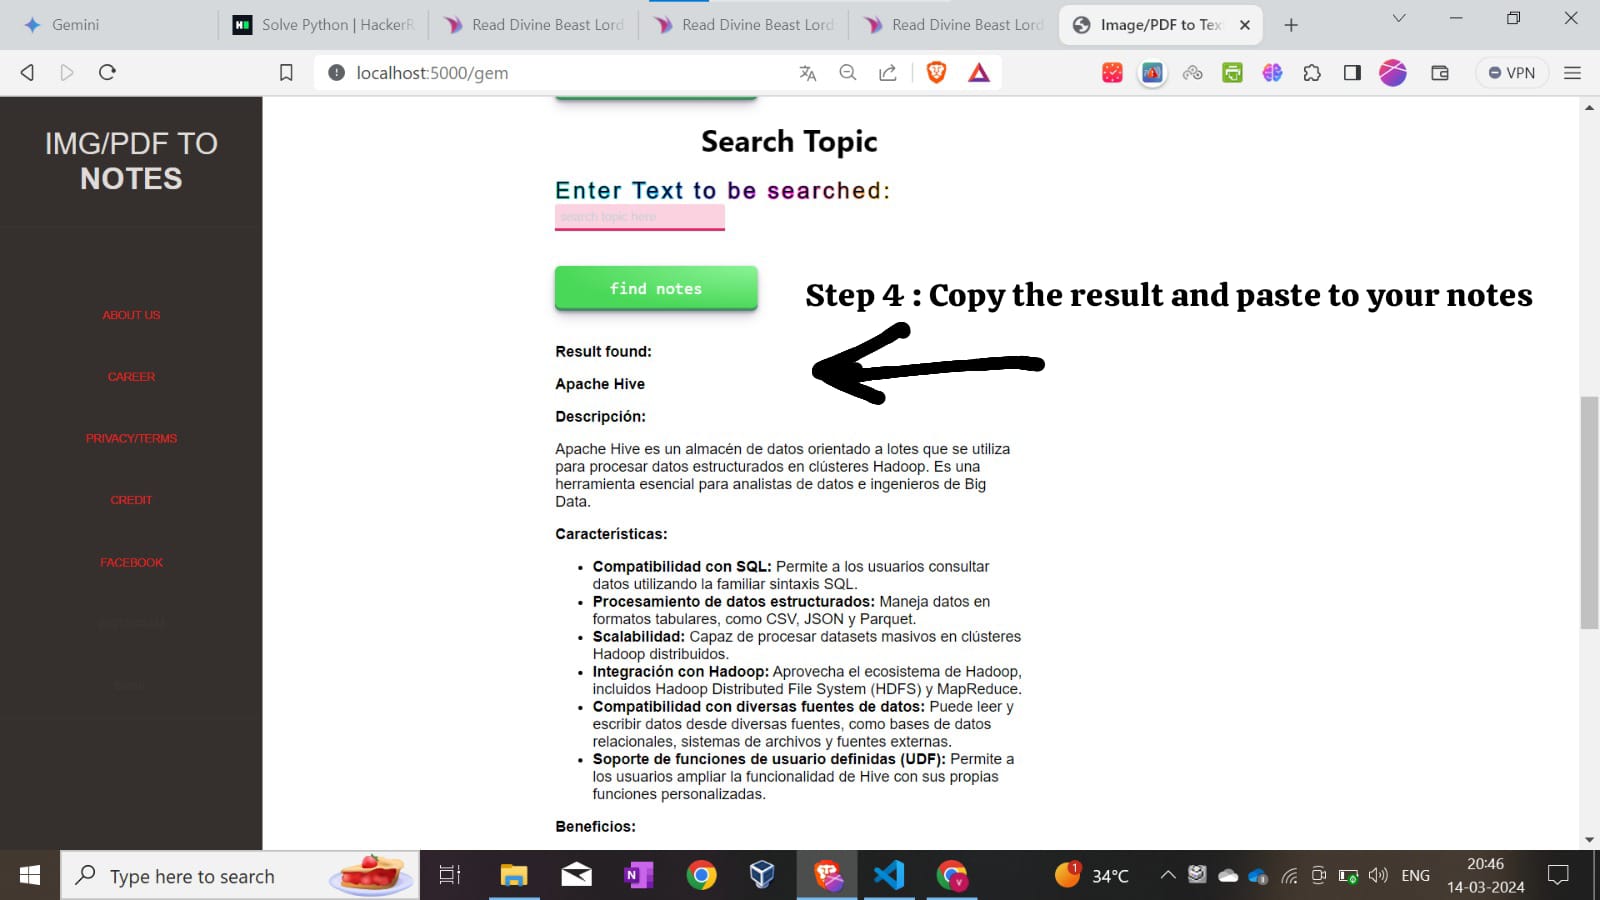 Gemini
Solve Python | HackerR
Read Divine Beast Lord
Read Divine Beast Lord
Read Divine Beast Lord
Image/PDF to Tex
localhost:5000/gem
VPN
IMG/PDF TO
NOTES
ABOUT US
CAREER
PRIVACY/TERMS
CREDIT
FACEBOOK
Search Topic
Enter Text to be searched:
search topic here
find notes
Step 4 : Copy the result and paste to your notes
Result found:
Apache Hive
Descripción:
Apache Hive es un almacén de datos orientado a lotes que se utiliza
para procesar datos estructurados en clústeres Hadoop. Es una
herramienta esencial para analistas de datos e ingenieros de Big
Data.
Características:
• Compatibilidad con SQL: Permite a los usuarios consultar
datos utilizando la familiar sintaxis SQL.
• Procesamiento de datos estructurados: Maneja datos en
formatos tabulares, como CSV, JSON y Parquet.
• Scalabilidad: Capaz de procesar datasets masivos en clústeres
Hadoop distribuidos.
• Integración con Hadoop: Aprovecha el ecosistema de Hadoop,
incluidos Hadoop Distributed File System (HDFS) y MapReduce.
• Compatibilidad con diversas fuentes de datos: Puede leer y
escribir datos desde diversas fuentes, como bases de datos
relacionales, sistemas de archivos y fuentes externas.
• Soporte de funciones de usuario definidas (UDF): Permite a
los usuarios ampliar la funcionalidad de Hive con sus propias
funciones personalizadas.
Beneficios:
Type here to search
1
34°C
ENG
20:46
14-03-2024